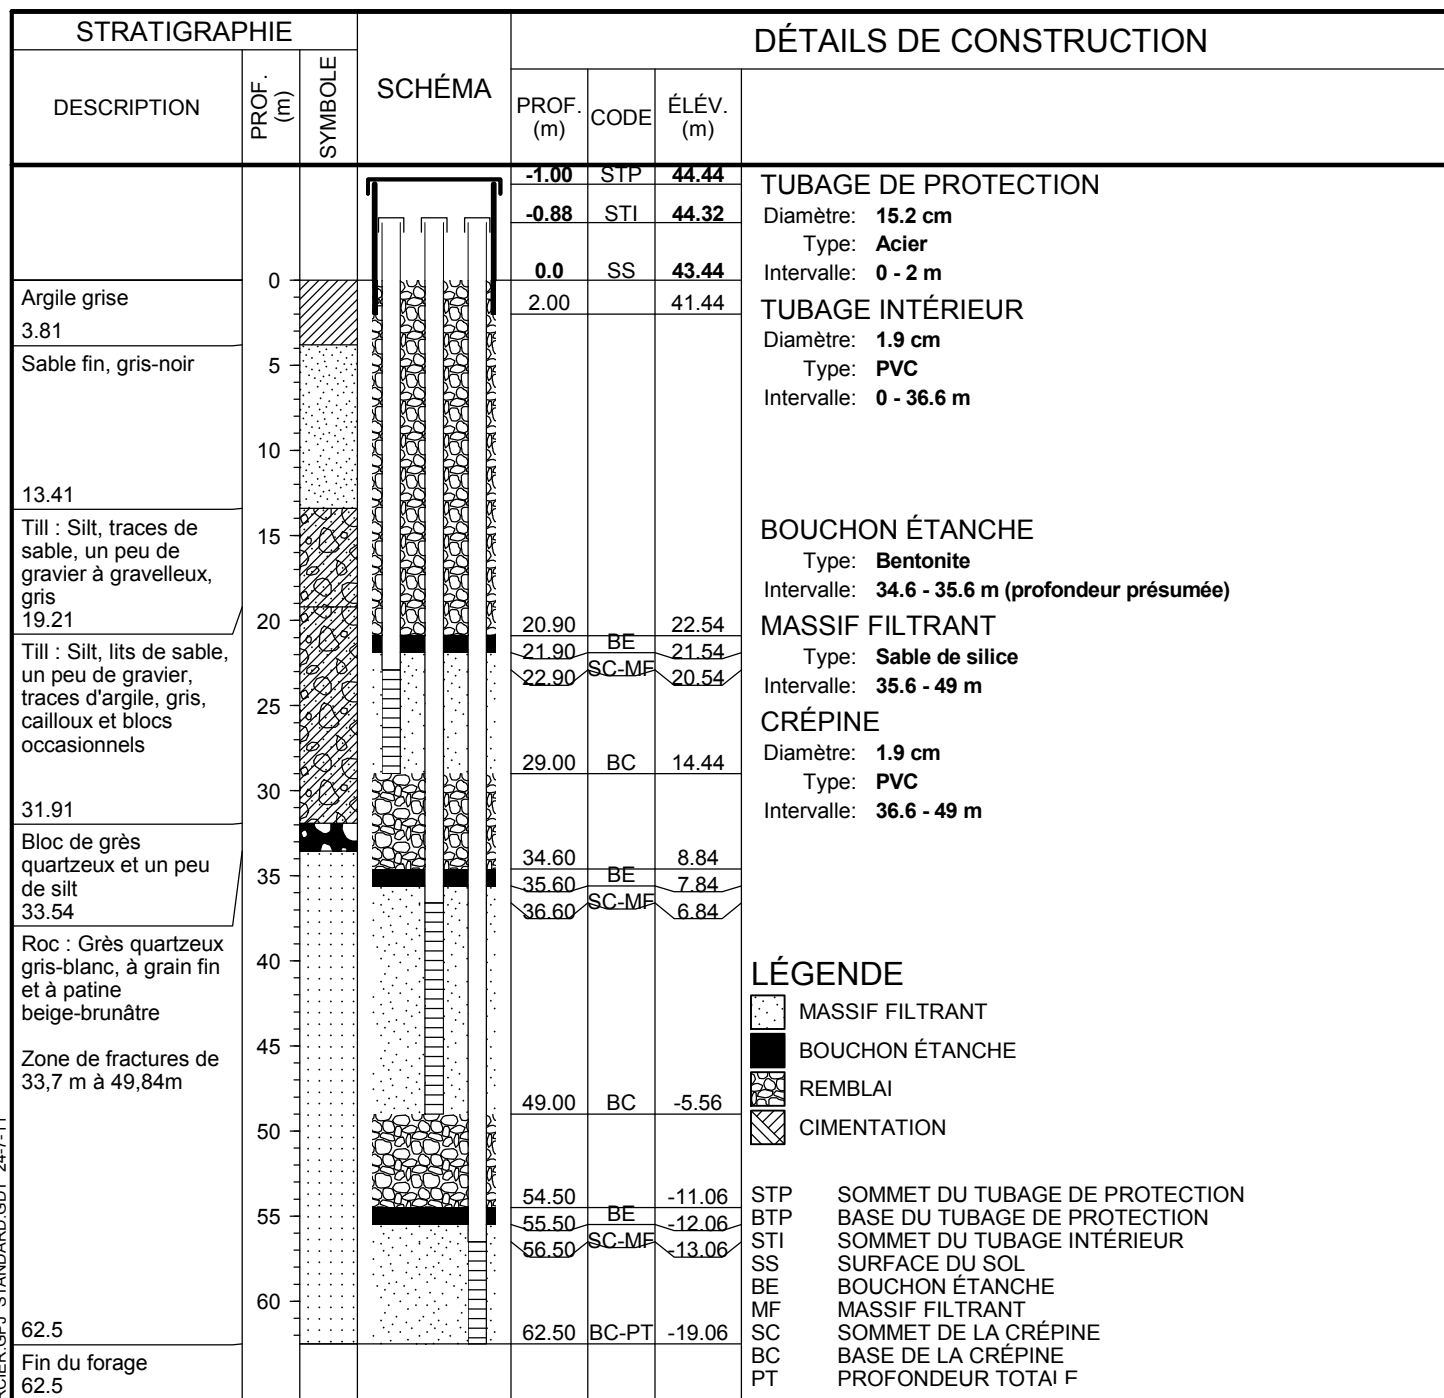 STRATIGRAPHIE
SCHÉMA
DÉTAILS DE CONSTRUCTION
DESCRIPTION
PROF. (m)
SYMBOLE
PROF. (m)
CODE
ÉLÉV. (m)
-1.00 STP 44.44
-0.88 STI 44.32
0.0 SS 43.44
2.00 41.44
20.90 22.54
BE
21.90 21.54
SC-MF
22.90 20.54
29.00 BC 14.44
34.60 8.84
BE
35.60 7.84
SC-MF
36.60 6.84
49.00 BC -5.56
54.50 -11.06
BE
55.50 -12.06
SC-MF
56.50 -13.06
62.50 BC-PT -19.06
Argile grise
3.81
Sable fin, gris-noir
13.41
Till : Silt, traces de
sable, un peu de
gravier à gravelleux,
gris
19.21
Till : Silt, lits de sable,
un peu de gravier,
traces d'argile, gris,
cailloux et blocs
occasionnels
31.91
Bloc de grès
quartzeux et un peu
de silt
33.54
Roc : Grès quartzeux
gris-blanc, à grain fin
et à patine
beige-brunâtre
Zone de fractures de
33,7 m à 49,84m
62.5
Fin du forage
62.5
0
5
10
15
20
25
30
35
40
45
50
55
60
TUBAGE DE PROTECTION
Diamètre: 15.2 cm
Type: Acier
Intervalle: 0 - 2 m
TUBAGE INTÉRIEUR
Diamètre: 1.9 cm
Type: PVC
Intervalle: 0 - 36.6 m
BOUCHON ÉTANCHE
Type: Bentonite
Intervalle: 34.6 - 35.6 m (profondeur présumée)
MASSIF FILTRANT
Type: Sable de silice
Intervalle: 35.6 - 49 m
CRÉPINE
Diamètre: 1.9 cm
Type: PVC
Intervalle: 36.6 - 49 m
LÉGENDE
MASSIF FILTRANT
BOUCHON ÉTANCHE
REMBLAI
CIMENTATION
STP SOMMET DU TUBAGE DE PROTECTION
BTP BASE DU TUBAGE DE PROTECTION
STI SOMMET DU TUBAGE INTÉRIEUR
SS SURFACE DU SOL
BE BOUCHON ÉTANCHE
MF MASSIF FILTRANT
SC SOMMET DE LA CRÉPINE
BC BASE DE LA CRÉPINE
PT PROFONDEUR TOTALE
STANDARD.GDT 24-7-11